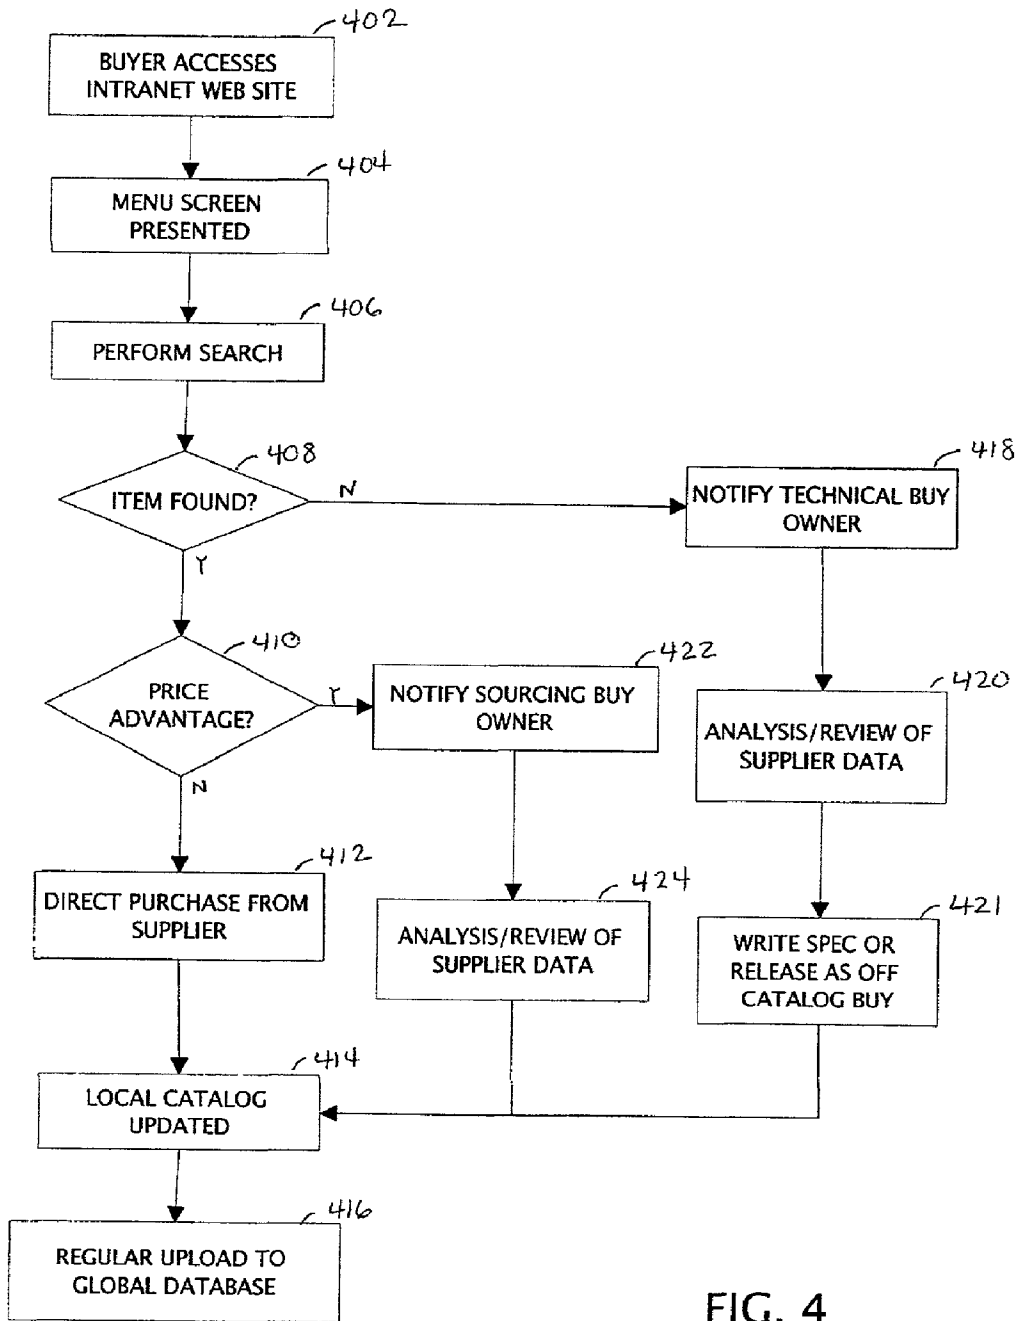 402
BUYER ACCESSES
INTRANET WEB SITE
404
MENU SCREEN
PRESENTED
406
PERFORM SEARCH
408
ITEM FOUND?
N
Y
418
NOTIFY TECHNICAL BUY
OWNER
410
PRICE
ADVANTAGE?
Y
N
422
NOTIFY SOURCING BUY
OWNER
420
ANALYSIS/REVIEW OF
SUPPLIER DATA
412
DIRECT PURCHASE FROM
SUPPLIER
424
ANALYSIS/REVIEW OF
SUPPLIER DATA
421
WRITE SPEC OR
RELEASE AS OFF
CATALOG BUY
414
LOCAL CATALOG
UPDATED
416
REGULAR UPLOAD TO
GLOBAL DATABASE
FIG. 4